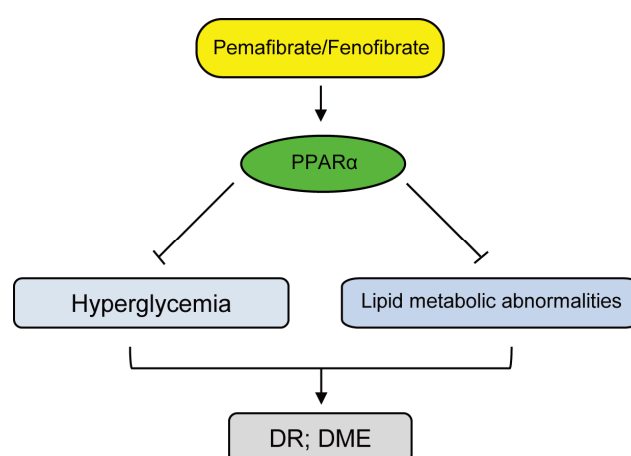 Pemafibrate/Fenofibrate
PPARα
Hyperglycemia
Lipid metabolic abnormalities
DR; DME